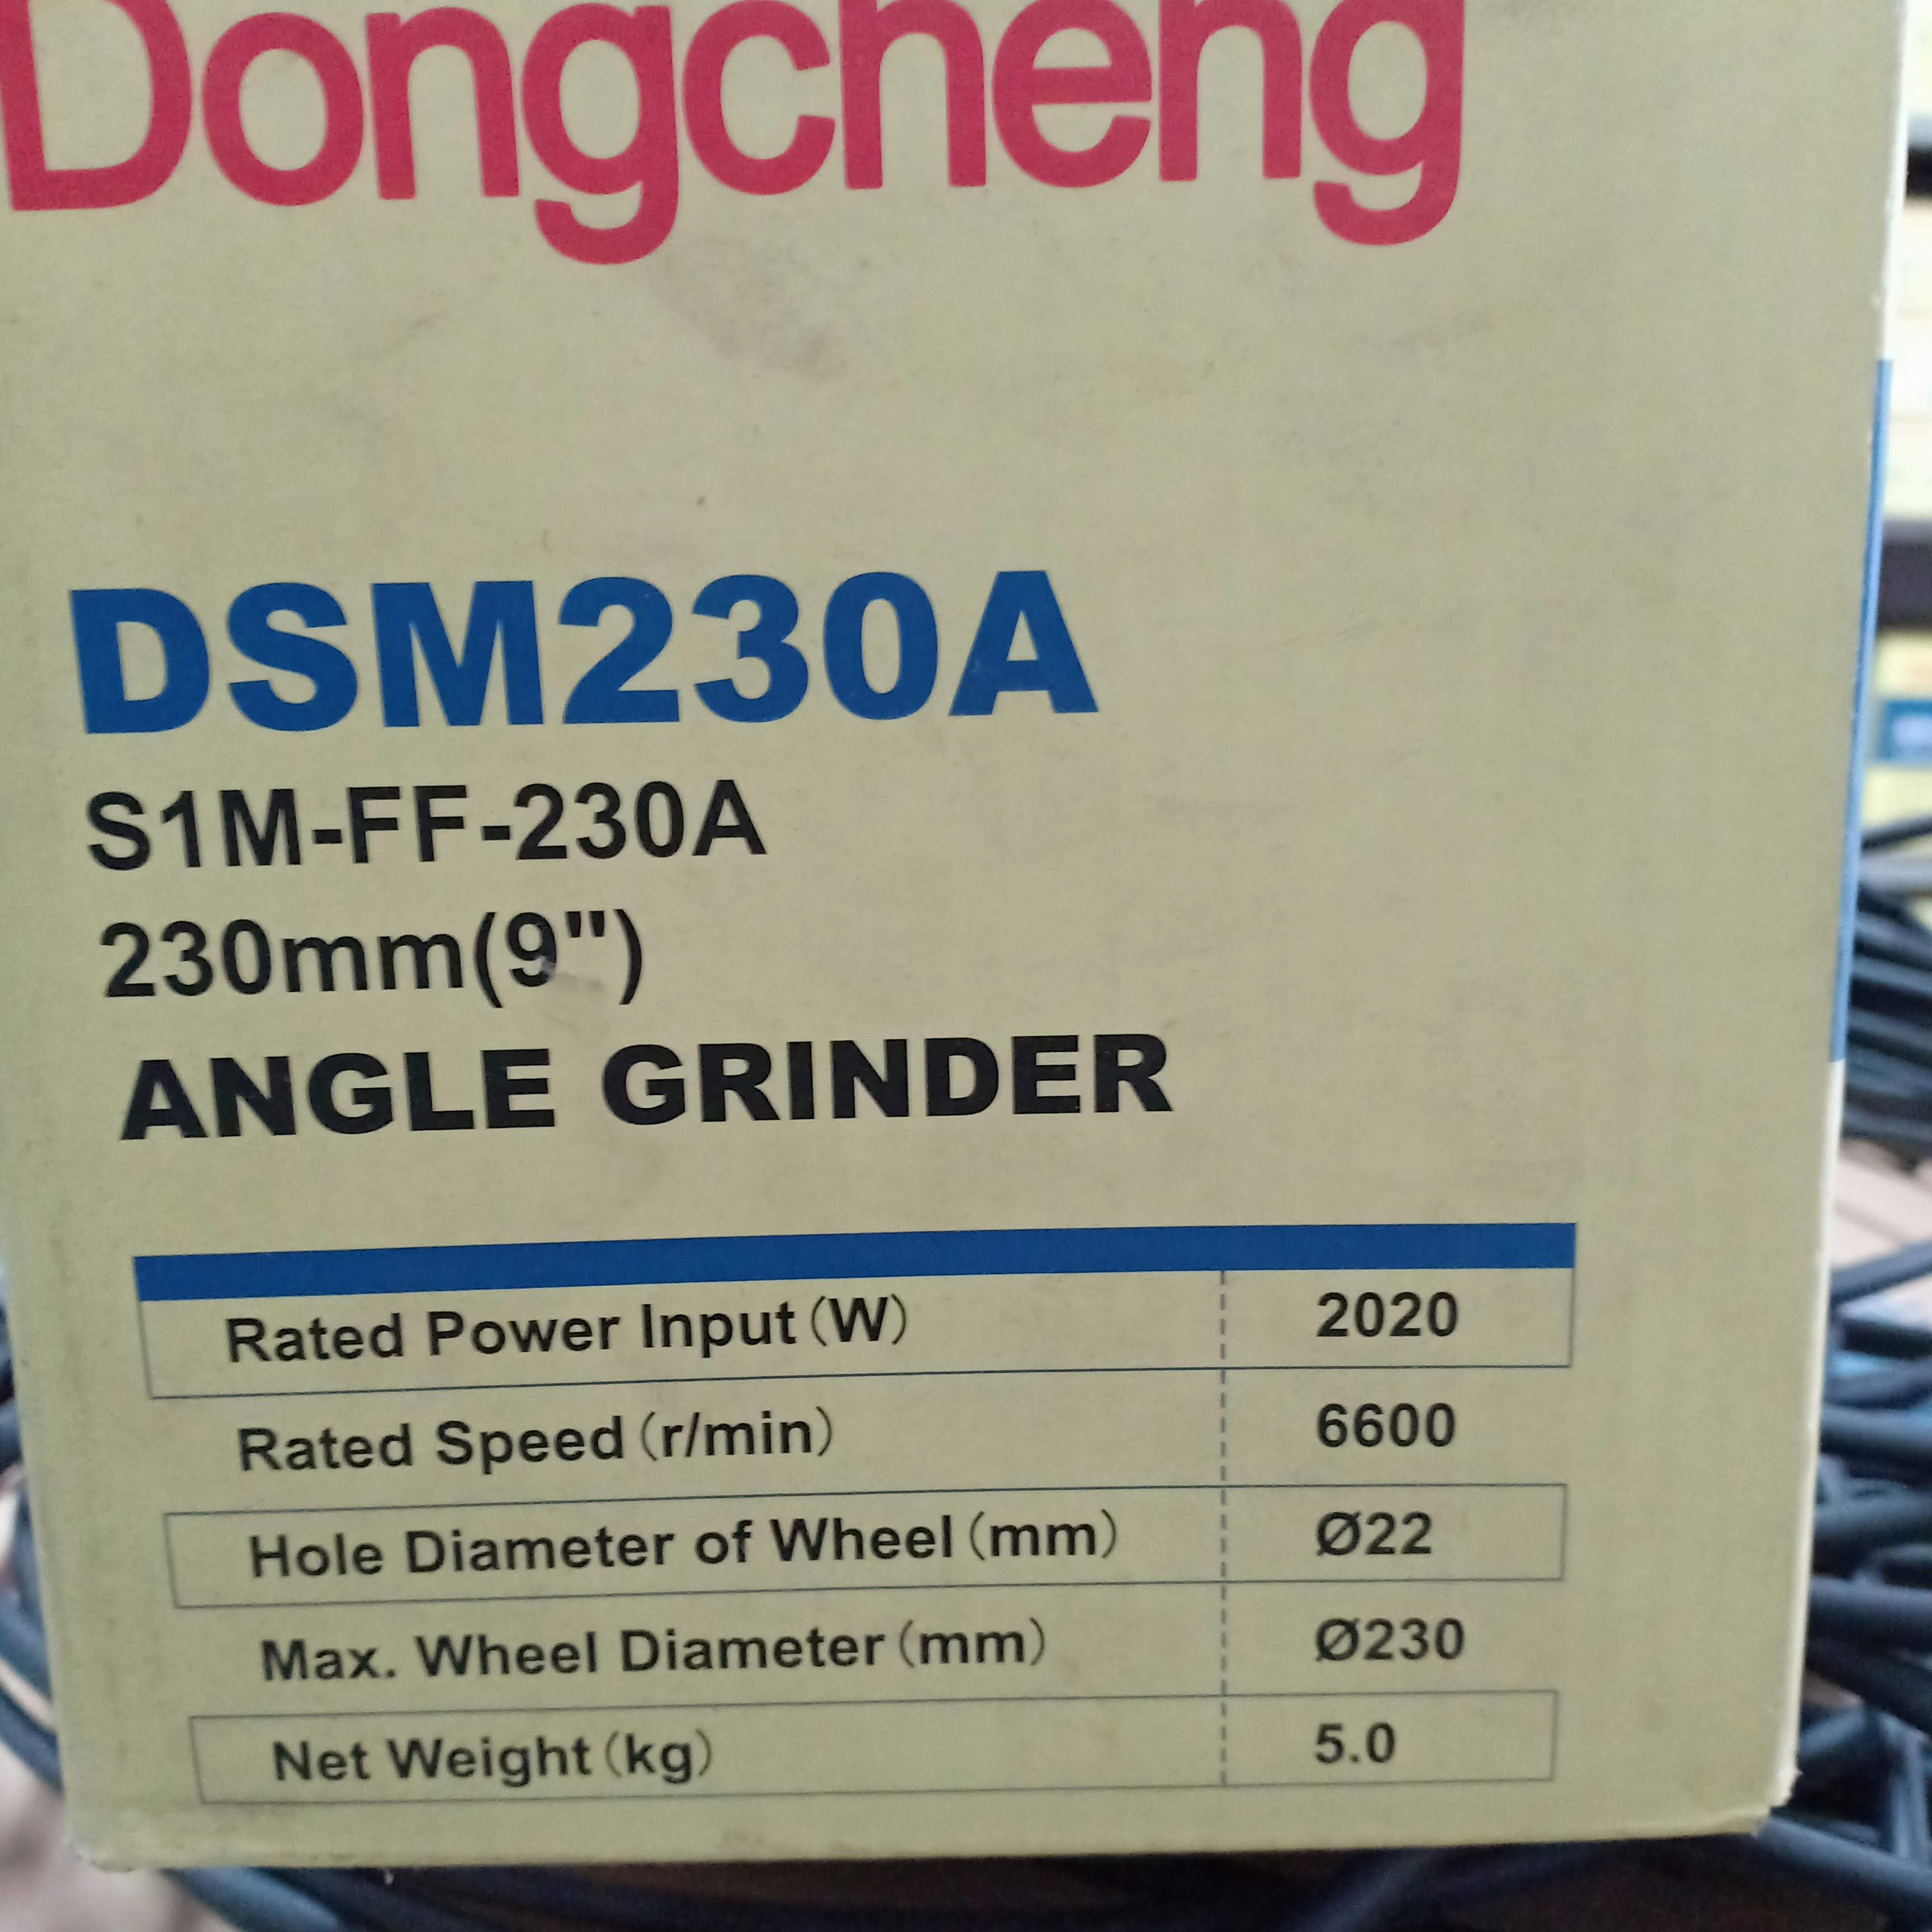 Dongcheng
DSM230A
S1M-FF-230A
230mm(9")
ANGLE GRINDER
Rated Power Input(W) 2020
Rated Speed(r/min) 6600
Hole Diameter of Wheel(mm) Ø22
Max. Wheel Diameter(mm) Ø230
Net Weight(kg) 5.0